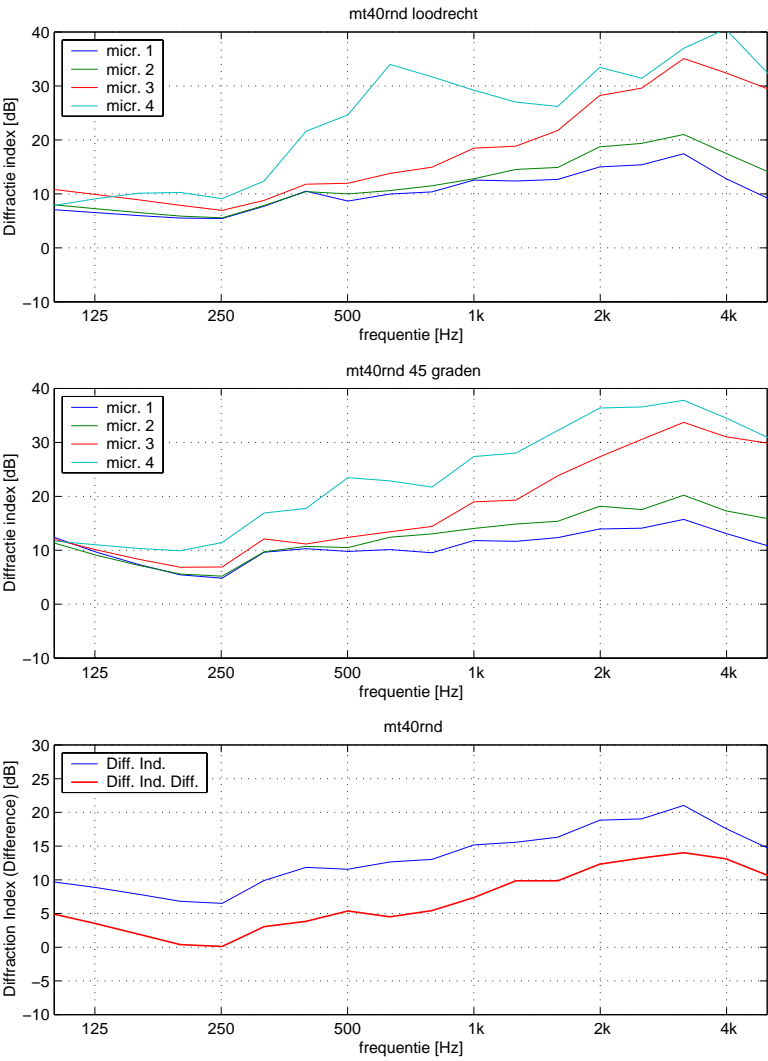 mt40rnd loodrecht
micr. 1
micr. 2
micr. 3
micr. 4
Diffractie index [dB]
40
30
20
10
0
−10
125 250 500 1k 2k 4k
frequentie [Hz]
mt40rnd 45 graden
micr. 1
micr. 2
micr. 3
micr. 4
Diffractie index [dB]
40
30
20
10
0
−10
125 250 500 1k 2k 4k
frequentie [Hz]
mt40rnd
Diff. Ind.
Diff. Ind. Diff.
Diffraction Index (Difference) [dB]
30
25
20
15
10
5
0
−5
−10
125 250 500 1k 2k 4k
frequentie [Hz]